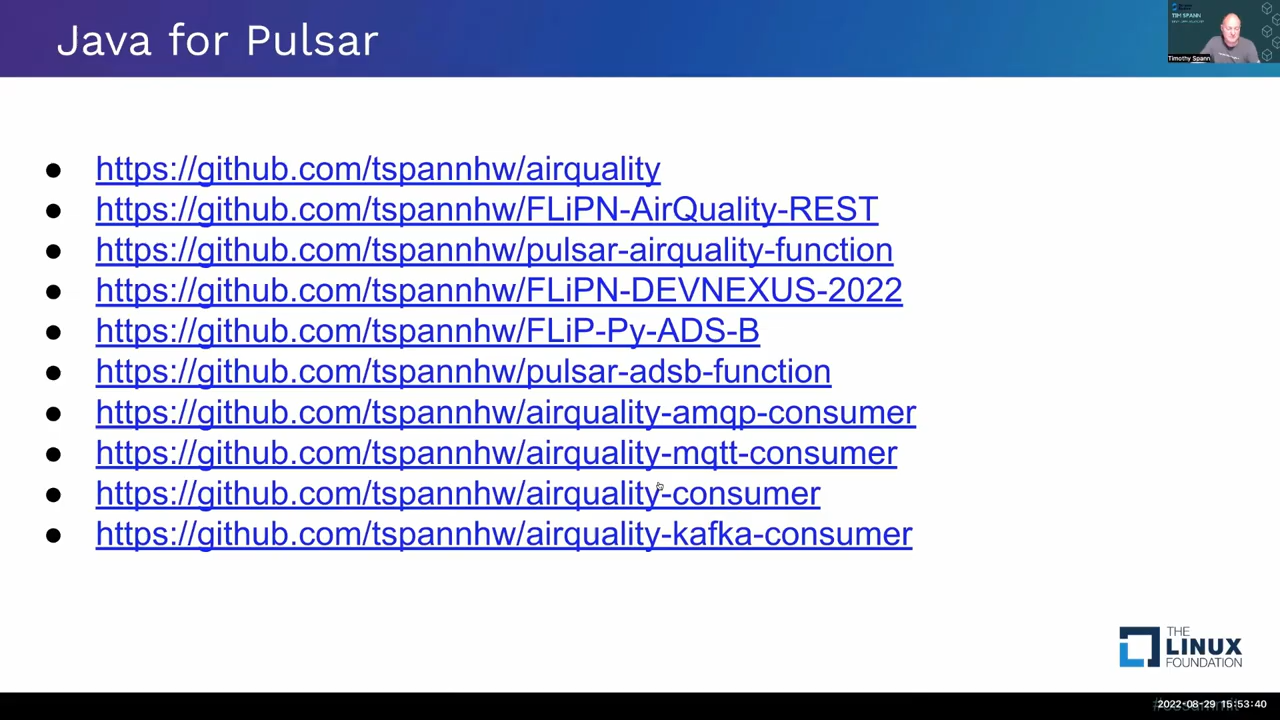 Java for Pulsar
TIM SPANN
Timothy Spann
● https://github.com/tspannhw/airquality
● https://github.com/tspannhw/FLiPN-AirQuality-REST
● https://github.com/tspannhw/pulsar-airquality-function
● https://github.com/tspannhw/FLiPN-DEVNEXUS-2022
● https://github.com/tspannhw/FLiP-Py-ADS-B
● https://github.com/tspannhw/pulsar-adsb-function
● https://github.com/tspannhw/airquality-amqp-consumer
● https://github.com/tspannhw/airquality-mqtt-consumer
● https://github.com/tspannhw/airquality-consumer
● https://github.com/tspannhw/airquality-kafka-consumer
THE
LINUX
FOUNDATION
2022-08-29 15:53:40